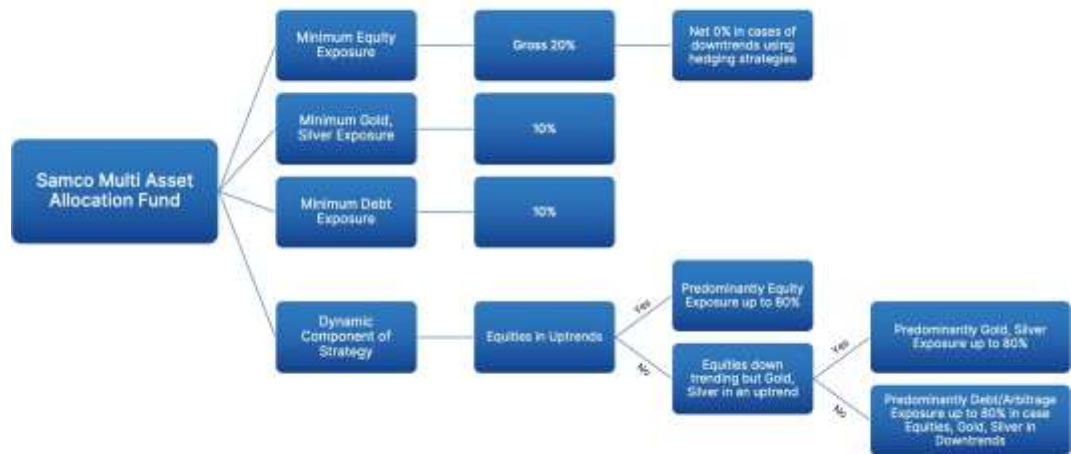 Minimum Equity
Exposure
Gross 20%
Net 0% in cases of
downtrends using
hedging strategies
Minimum Gold,
Silver Exposure
10%
Samco Multi Asset
Allocation Fund
Minimum Debt
Exposure
10%
Dynamic
Component of
Strategy
Equities in Uptrends
Yes
Predominantly Equity
Exposure up to 80%
No
Equities down
trending but Gold,
Silver in an uptrend
Yes
Predominantly Gold, Silver
Exposure up to 80%
No
Predominantly Debt/Arbitrage
Exposure up to 80% in case
Equities, Gold, Silver in
Downtrends